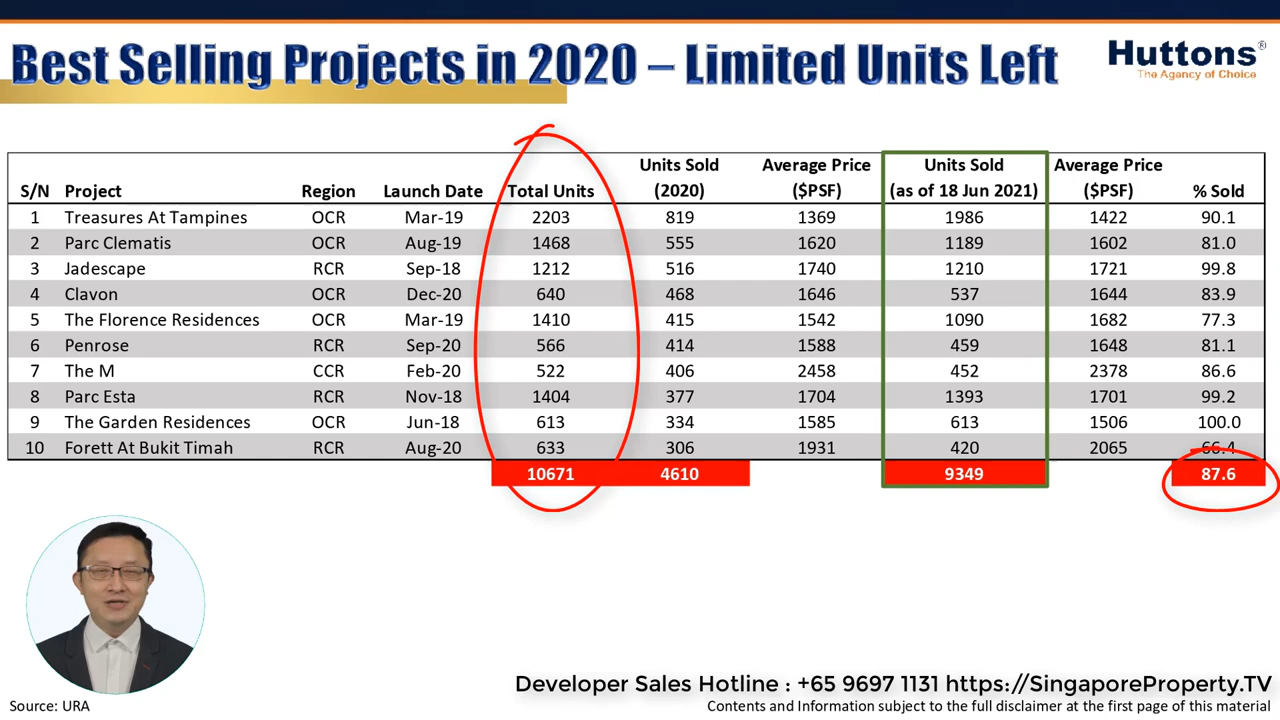 Best Selling Projects in 2020 – Limited Units Left
Huttons®
The Agency of Choice
S/N Project Region Launch Date Total Units Units Sold (2020) Average Price ($PSF) Units Sold (as of 18 Jun 2021) Average Price ($PSF) % Sold
1 Treasures At Tampines OCR Mar-19 2203 819 1369 1986 1422 90.1
2 Parc Clematis OCR Aug-19 1468 555 1620 1189 1602 81.0
3 Jadescape RCR Sep-18 1212 516 1740 1210 1721 99.8
4 Clavon OCR Dec-20 640 468 1646 537 1644 83.9
5 The Florence Residences OCR Mar-19 1410 415 1542 1090 1682 77.3
6 Penrose RCR Sep-20 566 414 1588 459 1648 81.1
7 The M CCR Feb-20 522 406 2458 452 2378 86.6
8 Parc Esta RCR Nov-18 1404 377 1704 1393 1701 99.2
9 The Garden Residences OCR Jun-18 613 334 1585 613 1506 100.0
10 Forett At Bukit Timah RCR Aug-20 633 306 1931 420 2065 66.4
10671 4610 9349 87.6
Developer Sales Hotline : +65 9697 1131 https://SingaporeProperty.TV
Source: URA
Contents and Information subject to the full disclaimer at the first page of this material